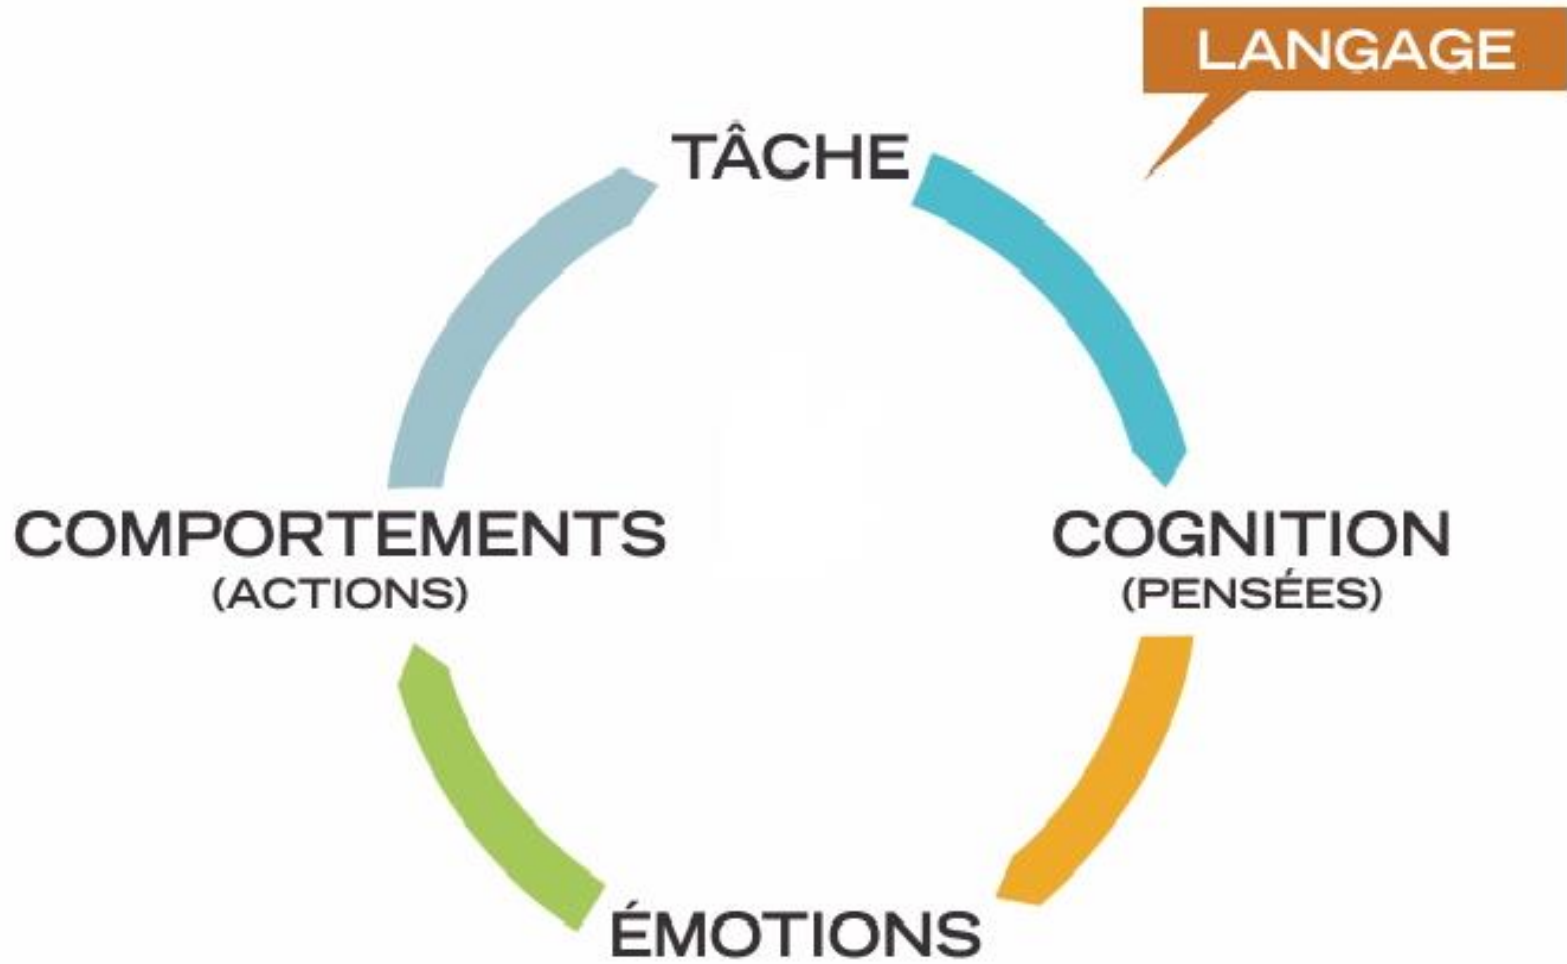 LANGAGE
TÂCHE
COMPORTEMENTS
(ACTIONS)
COGNITION
(PENSÉES)
ÉMOTIONS